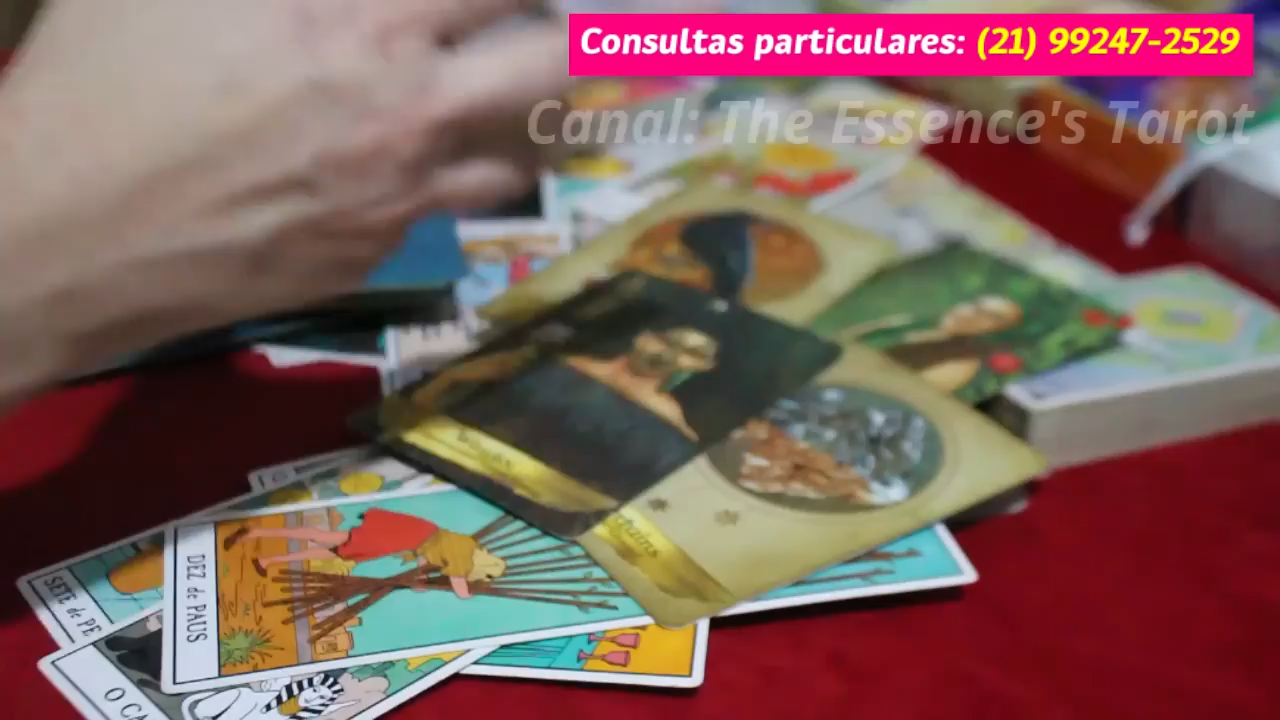 Consultas particulares: (21) 99247-2529
Canal: The Essence's Tarot
DEZ de PAUS
SETE de PE
O CA